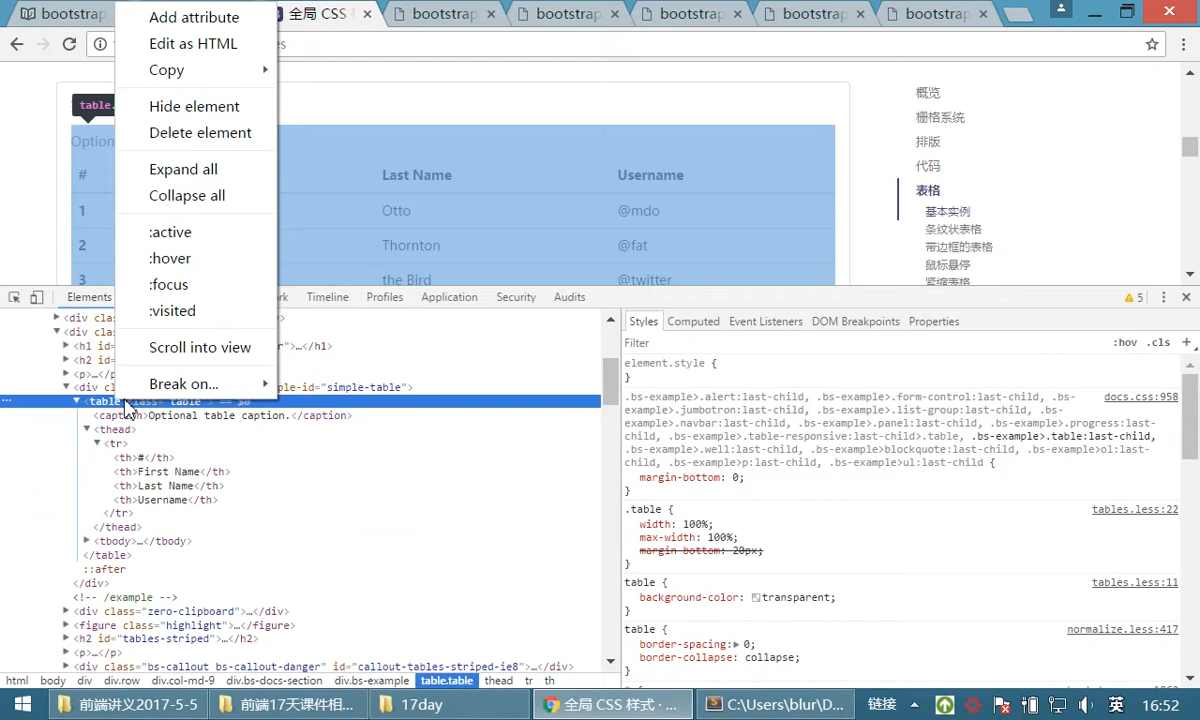 bootstrap
全局 CSS
bootstrap
bootstrap
bootstrap
bootstrap
bootstrap
Add attribute
Edit as HTML
Copy
Hide element
Delete element
Expand all
Collapse all
:active
:hover
:focus
:visited
Scroll into view
Break on...
table.
Option
# Last Name Username
1 Otto @mdo
2 Thornton @fat
3 the Bird @twitter
概览
栅格系统
排版
代码
表格
基本实例
条纹状表格
带边框的表格
鼠标悬停
紧缩表格
Elements Timeline Profiles Application Security Audits 5
<div clas
<div clas
<h1 id= ">…</h1>
<h2 id
<p>…</p>
<div cl ple-id="simple-table">
<table class="table"> == $0
<caption>Optional table caption.</caption>
<thead>
<tr>
<th>#</th>
<th>First Name</th>
<th>Last Name</th>
<th>Username</th>
</tr>
</thead>
<tbody>…</tbody>
</table>
::after
</div>
<!-- /example -->
<div class="zero-clipboard">…</div>
<figure class="highlight">…</figure>
<h2 id="tables-striped">…</h2>
<p>…</p>
<div class="bs-callout bs-callout-danger" id="callout-tables-striped-ie8">…</div>
html body div div.row div.col-md-9 div.bs-docs-section div.bs-example table.table thead tr th
Styles Computed Event Listeners DOM Breakpoints Properties
Filter :hov .cls +
element.style {
}
.bs-example>.alert:last-child, .bs-example>.form-control:last-child, .bs- docs.css:958
example>.jumbotron:last-child, .bs-example>.list-group:last-child, .bs-
example>.navbar:last-child, .bs-example>.panel:last-child, .bs-example>.progress:last-
child, .bs-example>.table-responsive:last-child>.table, .bs-example>.table:last-child,
.bs-example>.well:last-child, .bs-example>blockquote:last-child, .bs-example>ol:last-
child, .bs-example>p:last-child, .bs-example>ul:last-child {
margin-bottom: 0;
}
.table { tables.less:22
width: 100%;
max-width: 100%;
margin-bottom: 20px;
}
table { tables.less:11
background-color: transparent;
}
table { normalize.less:417
border-spacing: 0;
border-collapse: collapse;
}
前端讲义2017-5-5 前端17天课件相... 17day 全局 CSS 样式 · ... C:\Users\blur\D... 链接 英 16:52